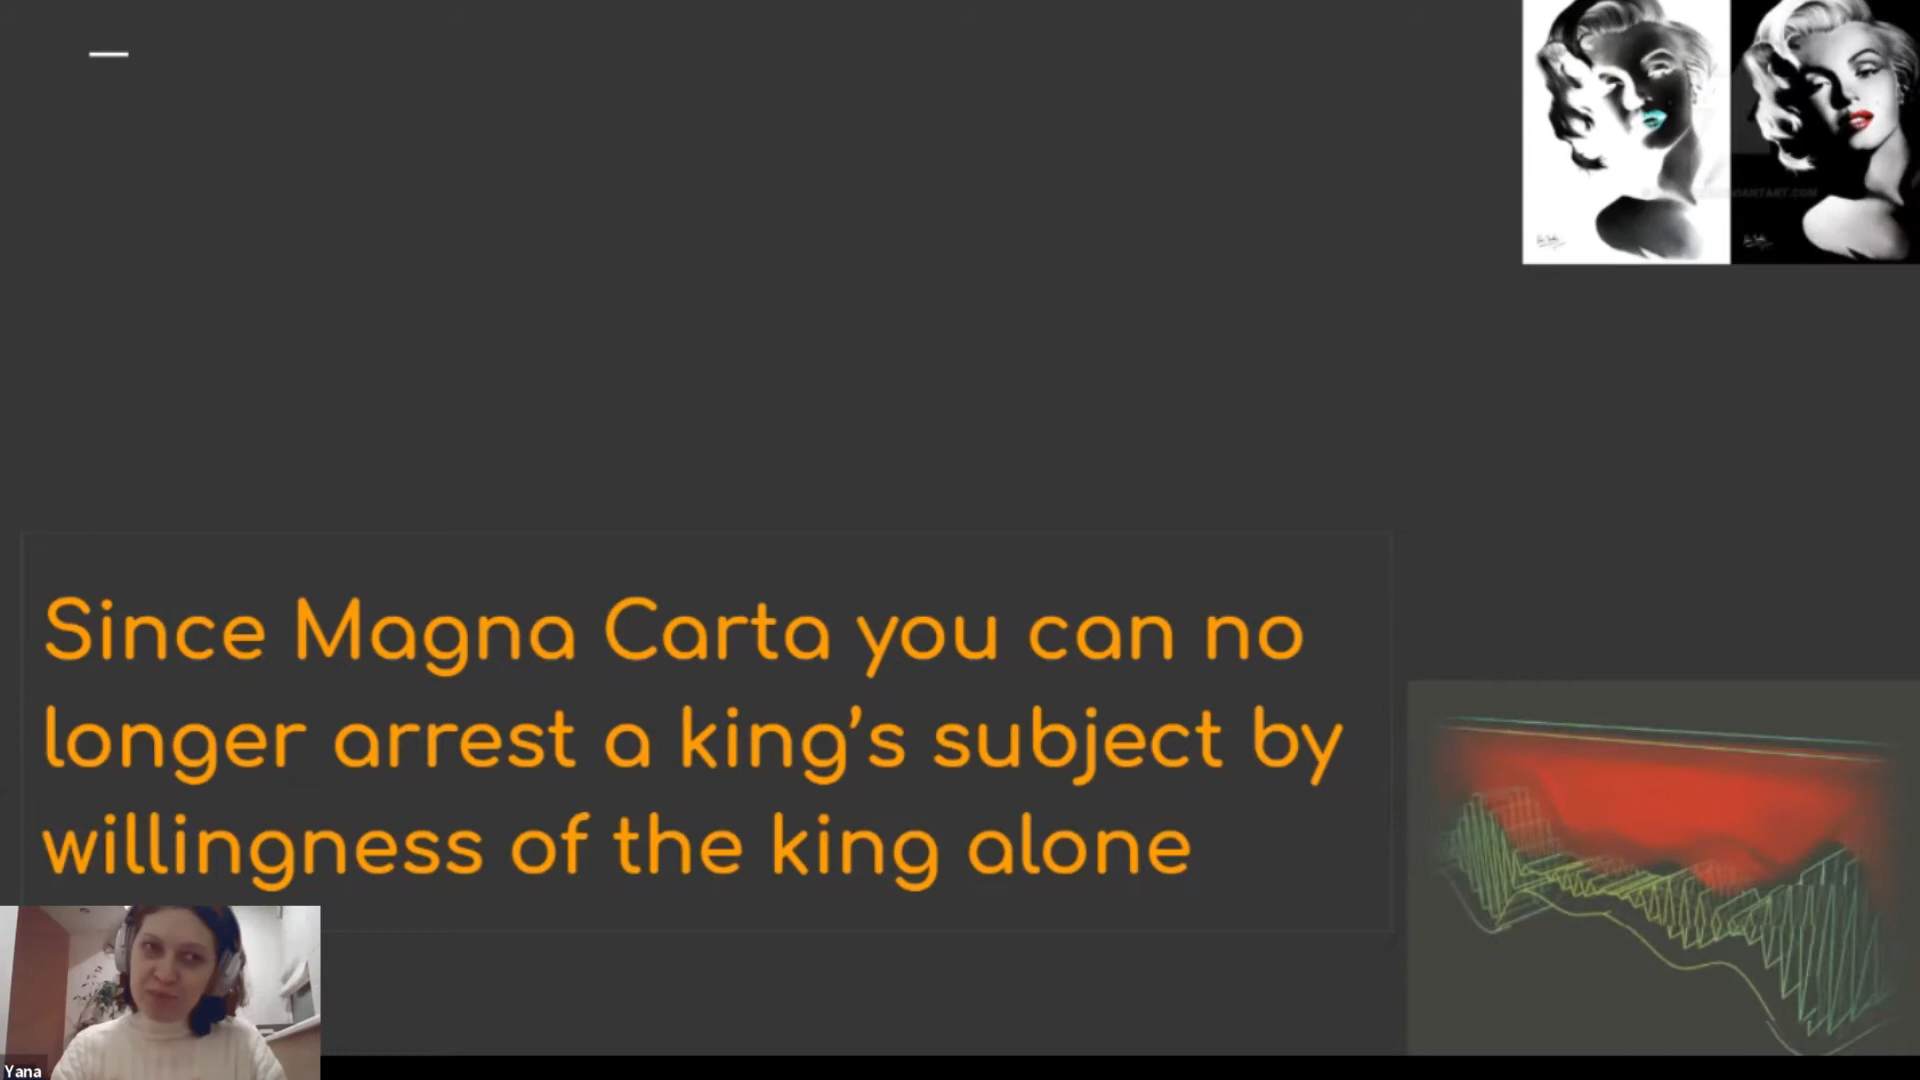 Since Magna Carta you can no
longer arrest a king’s subject by
willingness of the king alone
Yana